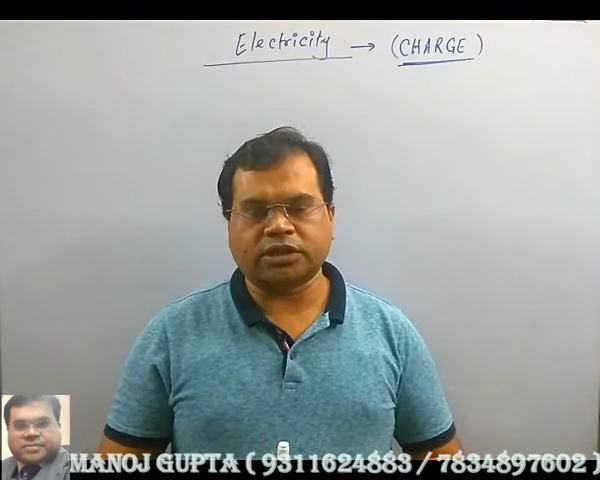 Electricity → (CHARGE)
MANOJ GUPTA ( 9311624883 / 7834897602 )